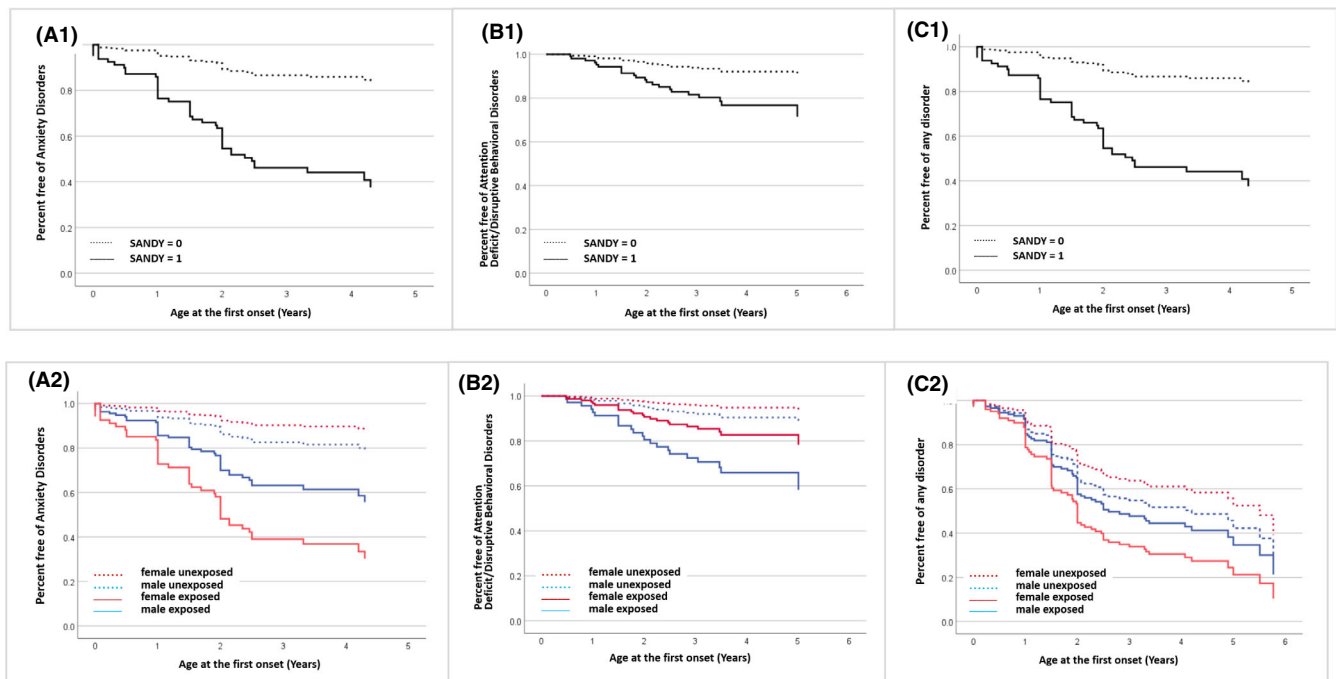 (A1)
Percent free of Anxiety Disorders
1.0
0.8
0.6
0.4
0.2
0.0
SANDY = 0
SANDY = 1
0 1 2 3 4 5
Age at the first onset (Years)
(B1)
Percent free of Attention
Deficit/Disruptive Behavioral Disorders
1.0
0.8
0.6
0.4
0.2
0.0
SANDY = 0
SANDY = 1
0 1 2 3 4 5 6
Age at the first onset (Years)
(C1)
Percent free of any disorder
1.0
0.8
0.6
0.4
0.2
0.0
SANDY = 0
SANDY = 1
0 1 2 3 4 5
Age at the first onset (Years)
(A2)
Percent free of Anxiety Disorders
1.0
0.8
0.6
0.4
0.2
0.0
female unexposed
male unexposed
female exposed
male exposed
0 1 2 3 4 5
Age at the first onset (Years)
(B2)
Percent free of Attention
Deficit/Disruptive Behavioral Disorders
1.0
0.8
0.6
0.4
0.2
0.0
female unexposed
male unexposed
female exposed
male exposed
0 1 2 3 4 5 6
Age at the first onset (Years)
(C2)
Percent free of any disorder
1.0
0.8
0.6
0.4
0.2
0.0
female unexposed
male unexposed
female exposed
male exposed
0 1 2 3 4 5 6
Age at the first onset (Years)